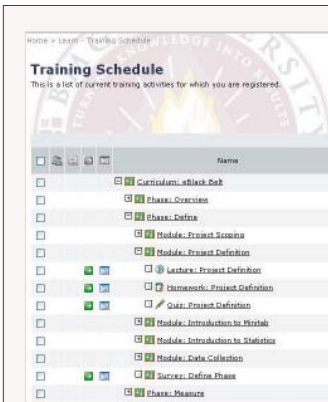 Home > Learn - Training Schedule
Training Schedule
This is a list of current training activities for which you are registered.
Name
Curriculum: eBlack Belt
Phase: Overview
Phase: Define
Module: Project Scoping
Module: Project Definition
Lecture: Project Definition
Homework: Project Definition
Quiz: Project Definition
Module: Introduction to Minitab
Module: Introduction to Statistics
Module: Data Collection
Survey: Define Phase
Phase: Measure